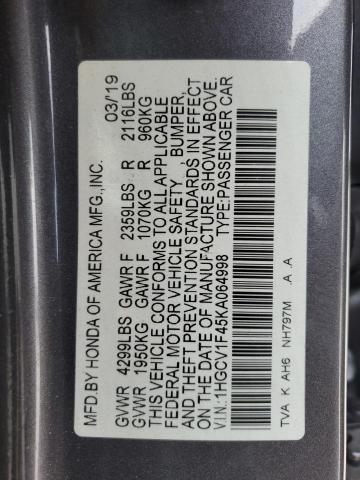 MFD.BY HONDA OF AMERICA MFG.,INC. 03/'19
GVWR 4299LBS GAWR F 2359LBS R 2116LBS
GVWR 1950KG GAWR F 1070KG R 960KG
THIS VEHICLE CONFORMS TO ALL APPLICABLE
FEDERAL MOTOR VEHICLE SAFETY, BUMPER,
AND THEFT PREVENTION STANDARDS IN EFFECT
ON THE DATE OF MANUFACTURE SHOWN ABOVE.
V.I.N.:1HGCV1F45KA064998 TYPE:PASSENGER CAR
TVA K AH6 NH797M .A .A